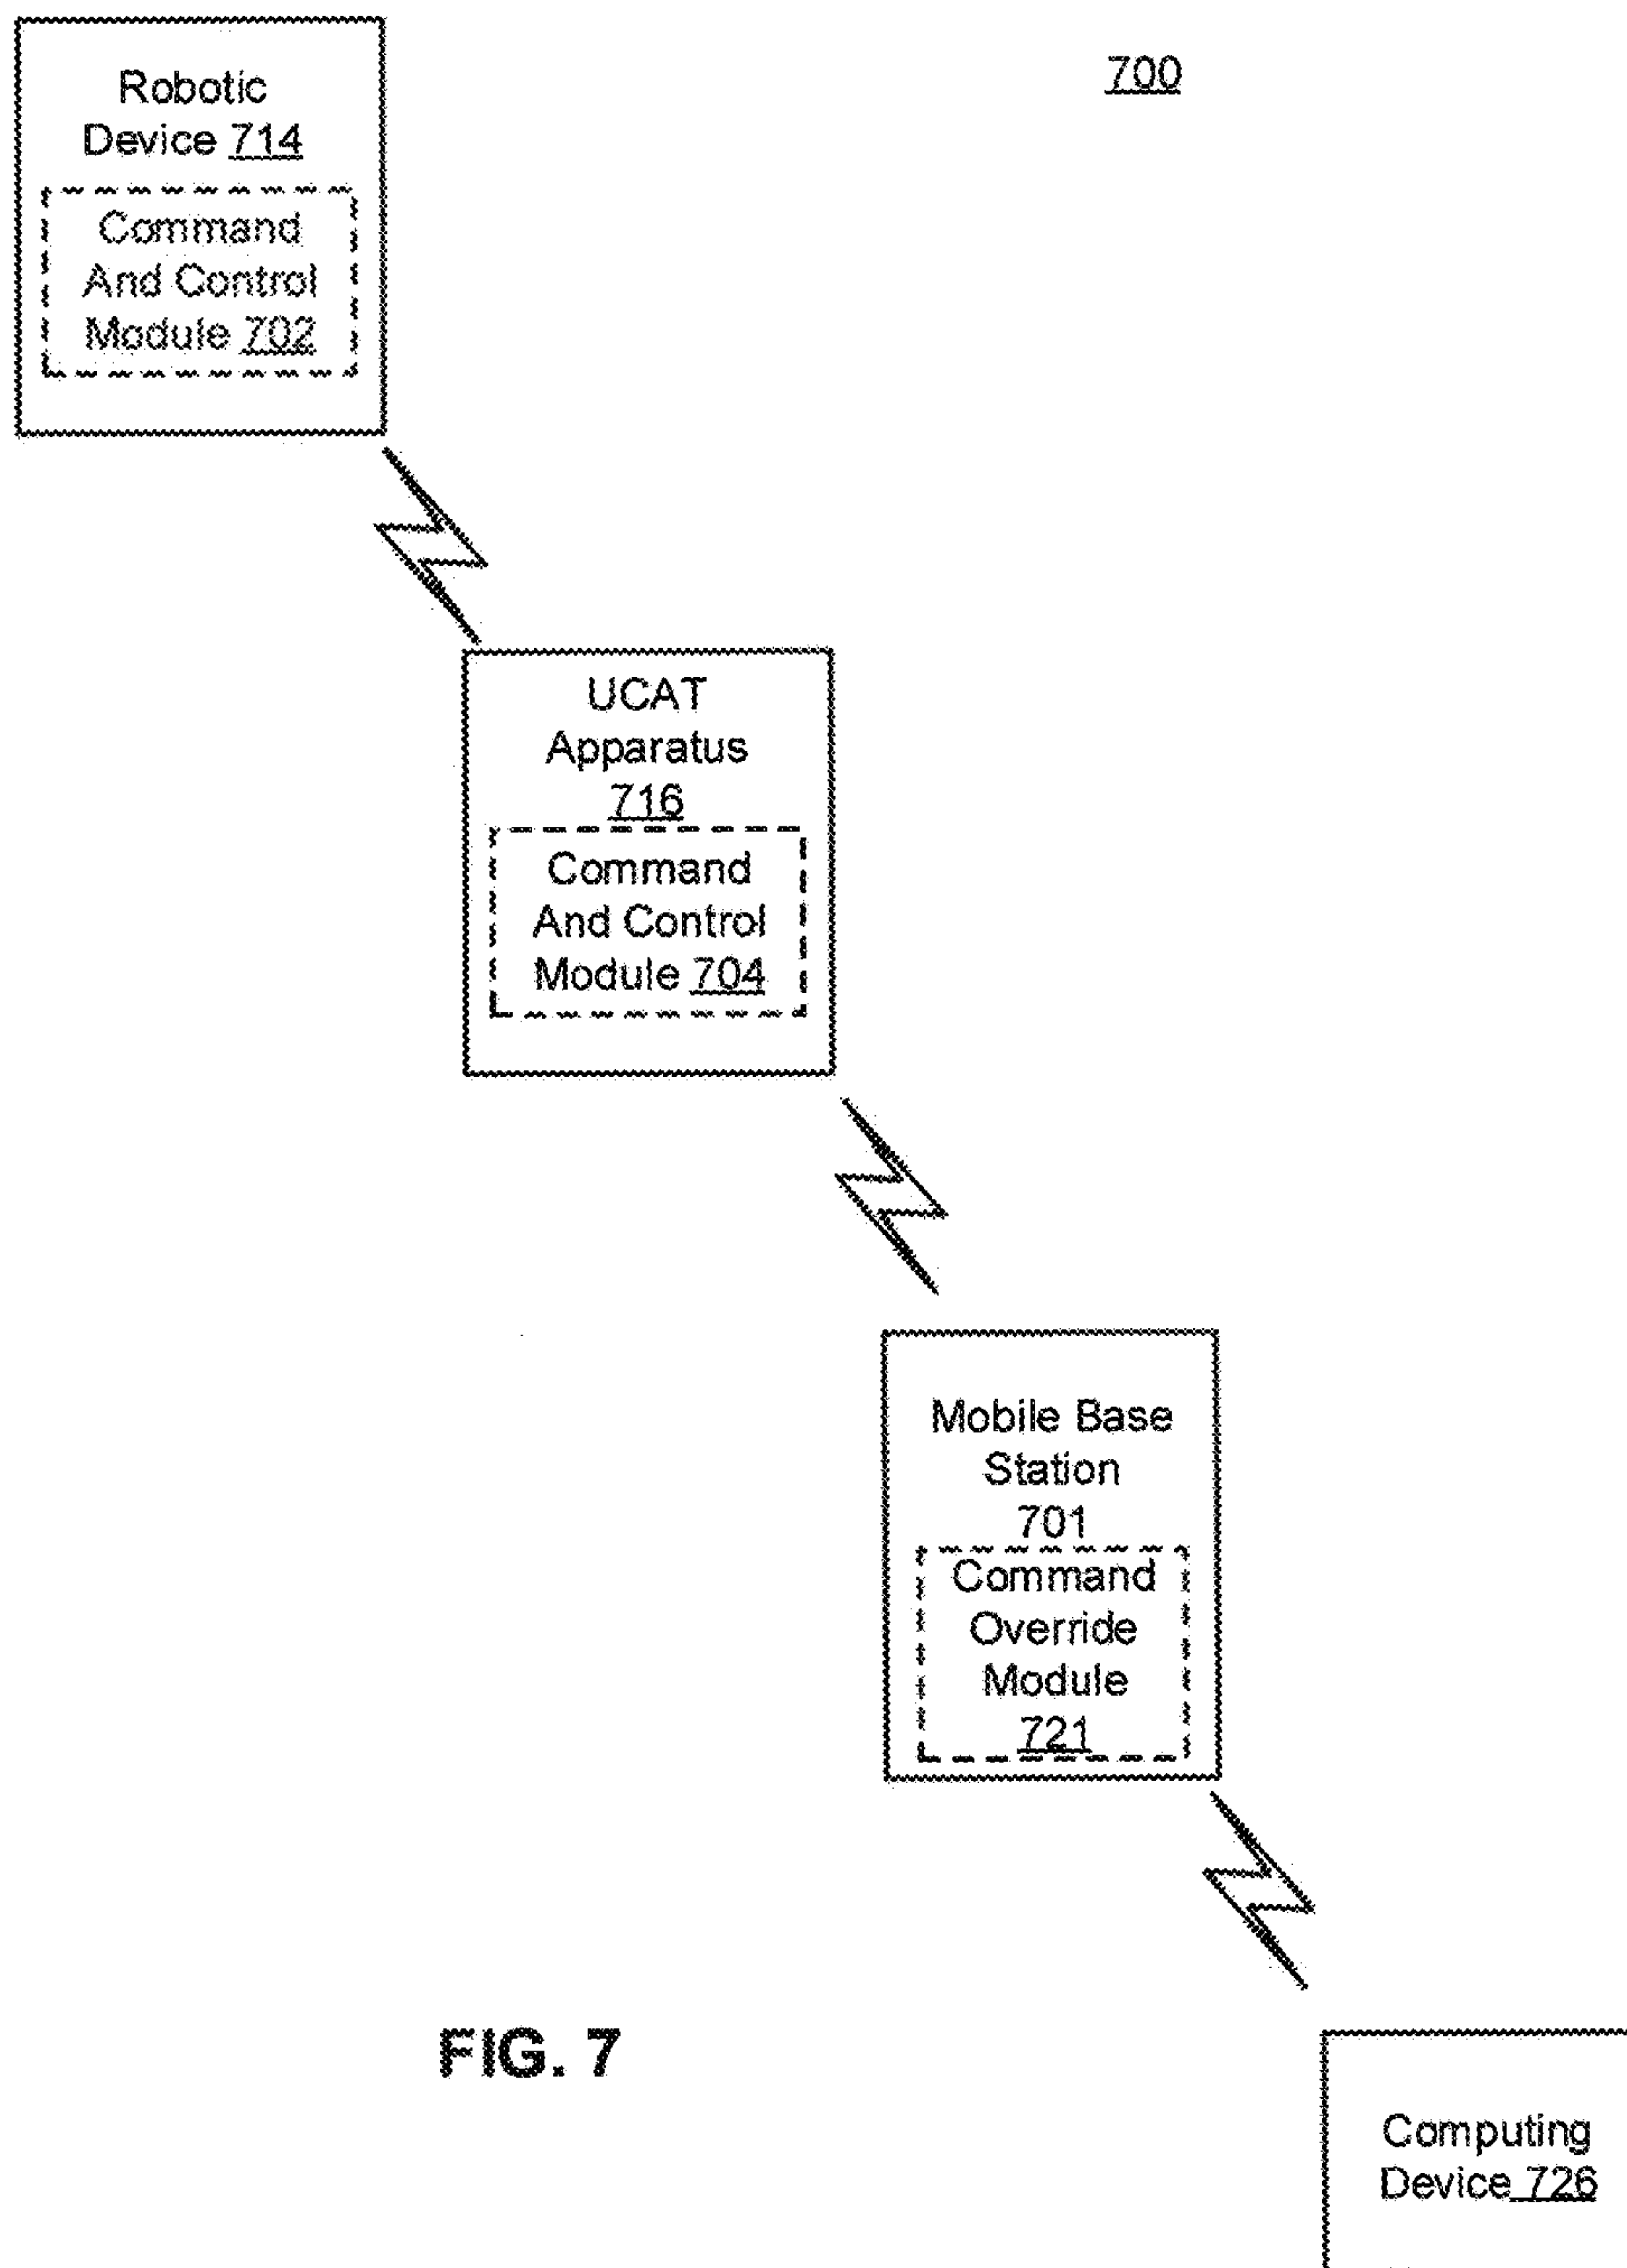 700
Robotic
Device 714
Command
And Control
Module 702
UCAT
Apparatus
716
Command
And Control
Module 704
Mobile Base
Station
701
Command
Override
Module
721
FIG. 7
Computing
Device 726